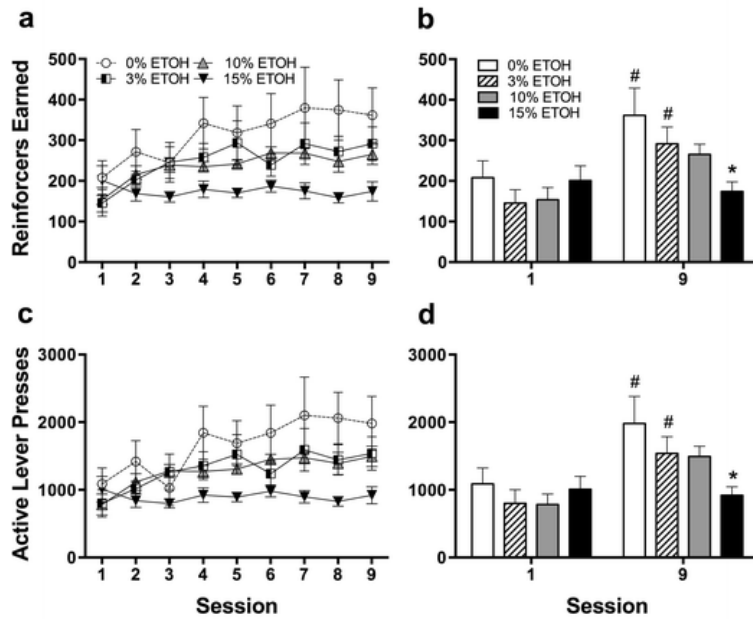 a
b
Reinforcers Earned
500
400
300
200
100
0
0% ETOH 10% ETOH
3% ETOH 15% ETOH
1 2 3 4 5 6 7 8 9
500
400
300
200
100
0
0% ETOH
3% ETOH
10% ETOH
15% ETOH
# # *
1 9
c
d
Active Lever Presses
3000
2000
1000
0
1 2 3 4 5 6 7 8 9
Session
3000
2000
1000
0
# # *
1 9
Session